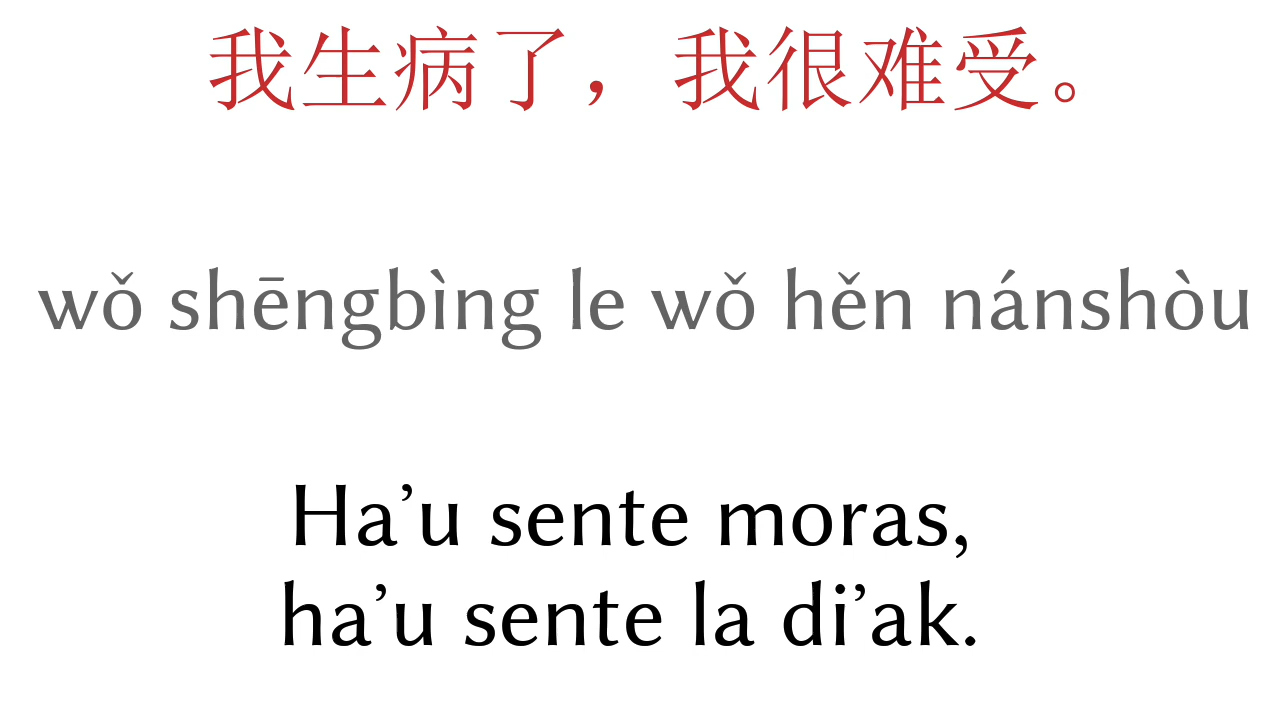 我生病了，我很难受。
wǒ shēngbìng le wǒ hěn nánshòu
Ha’u sente moras,
ha’u sente la di’ak.